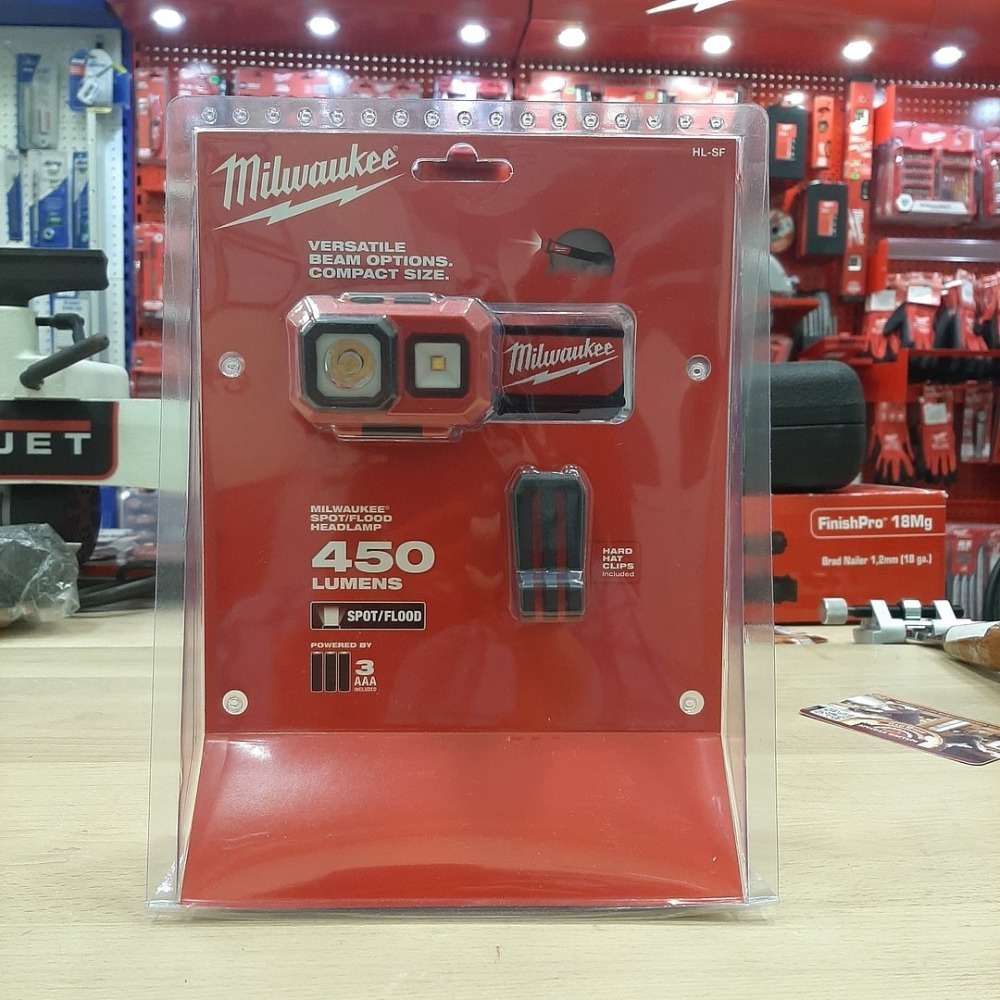 Milwaukee®
HL-SF
VERSATILE
BEAM OPTIONS.
COMPACT SIZE.
Milwaukee
MILWAUKEE®
SPOT/FLOOD
HEADLAMP
450
LUMENS
SPOT/FLOOD
POWERED BY
3
AAA
INCLUDED
HARD
HAT
CLIPS
Included
JET
FinishPro™ 18Mg
Brad Nailer 1,2mm (18 ga.)